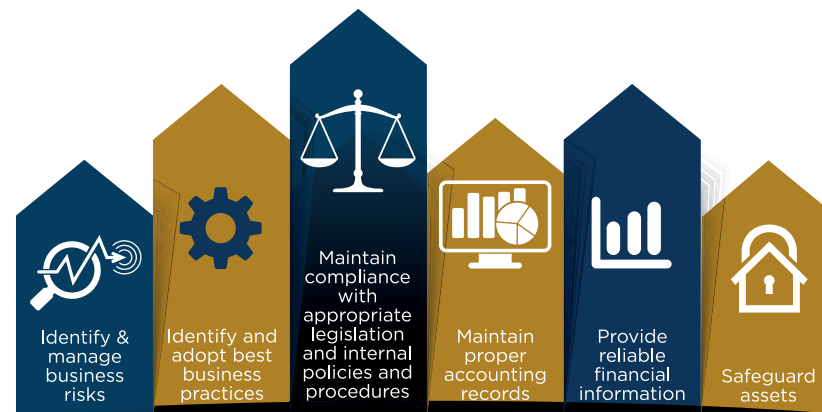 Identify &
manage
business
risks
Identify and
adopt best
business
practices
Maintain
compliance
with
appropriate
legislation
and internal
policies and
procedures
Maintain
proper
accounting
records
Provide
reliable
financial
information
Safeguard
assets